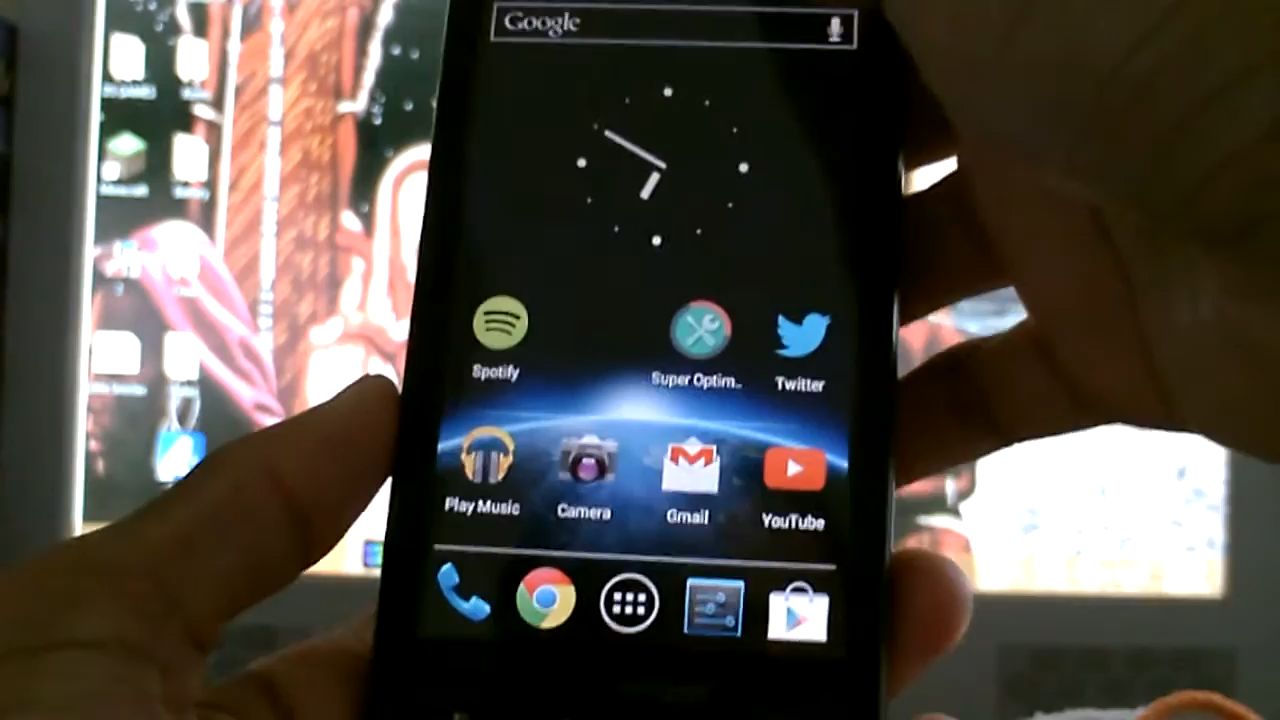 Google
Spotify
Super Optim..
Twitter
Play Music
Camera
Gmail
YouTube